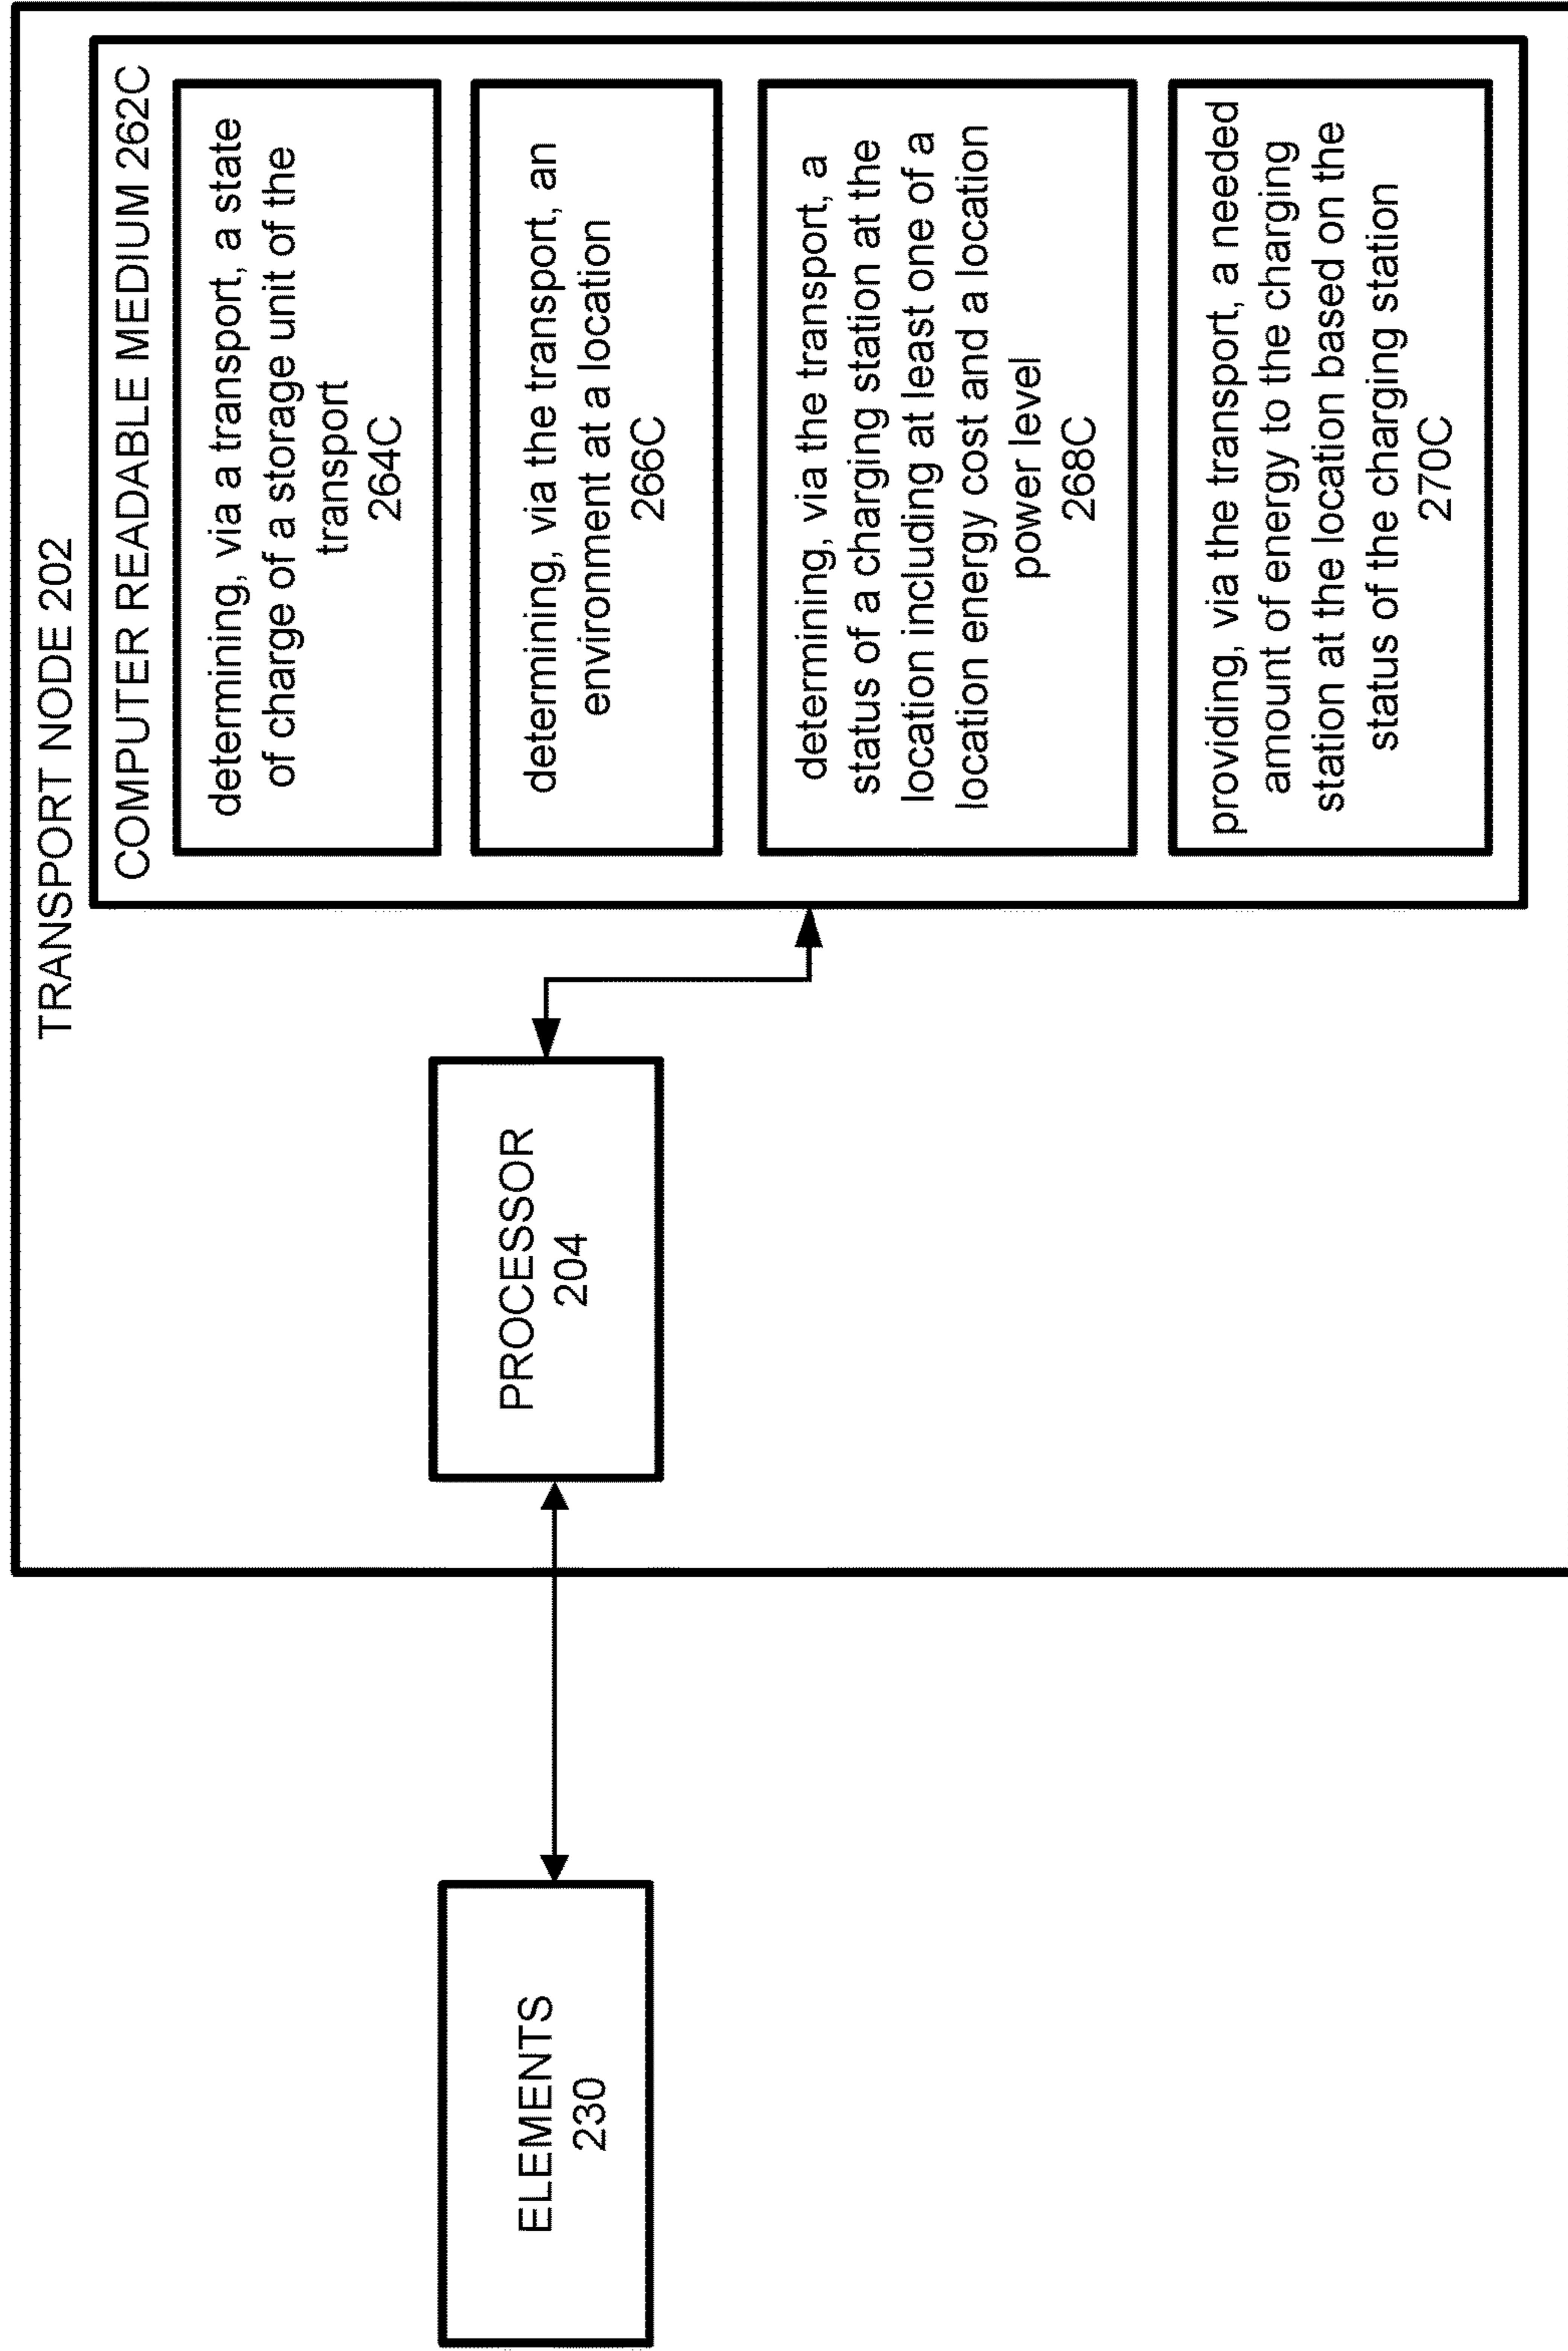 TRANSPORT NODE 202
COMPUTER READABLE MEDIUM 262C
determining, via a transport, a state
of charge of a storage unit of the
transport
264C
determining, via the transport, an
environment at a location
266C
determining, via the transport, a
status of a charging station at the
location including at least one of a
location energy cost and a location
power level
268C
providing, via the transport, a needed
amount of energy to the charging
station at the location based on the
status of the charging station
270C
PROCESSOR
204
ELEMENTS
230